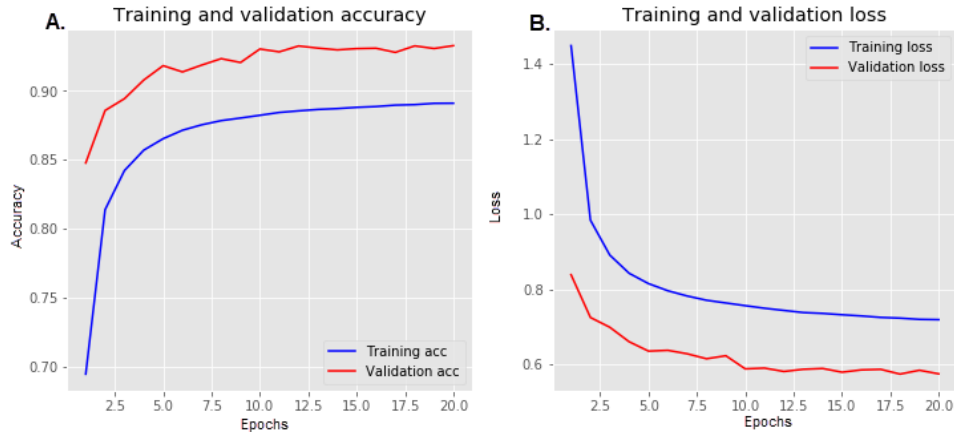 A.
Training and validation accuracy
0.90
0.85
0.80
0.75
0.70
Accuracy
Training acc
Validation acc
2.5 5.0 7.5 10.0 12.5 15.0 17.5 20.0
Epochs
B.
Training and validation loss
Training loss
Validation loss
1.4
1.2
1.0
0.8
0.6
Loss
2.5 5.0 7.5 10.0 12.5 15.0 17.5 20.0
Epochs